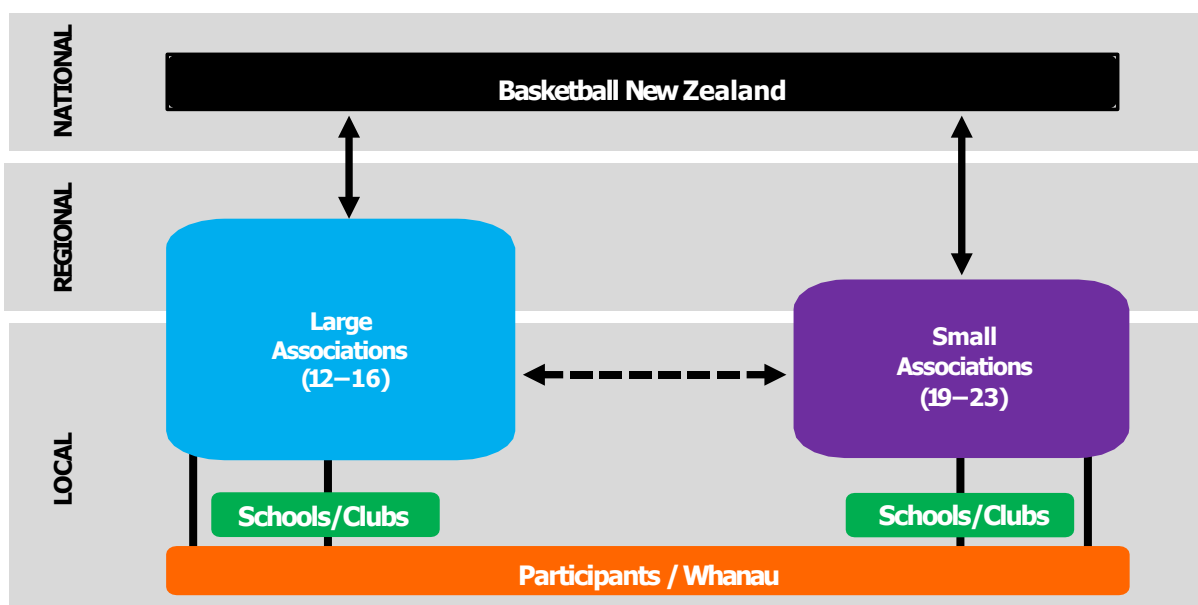 NATIONAL
Basketball New Zealand
REGIONAL
Large
Associations
(12–16)
Small
Associations
(19–23)
LOCAL
Schools/Clubs
Schools/Clubs
Participants / Whanau